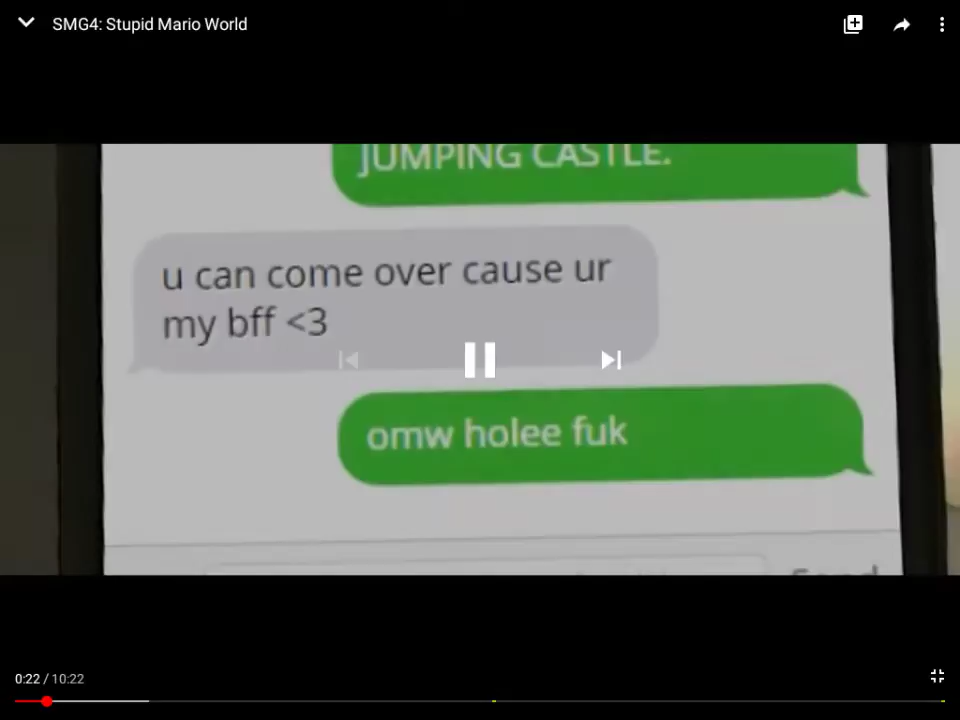 SMG4: Stupid Mario World
JUMPING CASTLE.
u can come over cause ur
my bff <3
omw holee fuk
Send
0:22 / 10:22